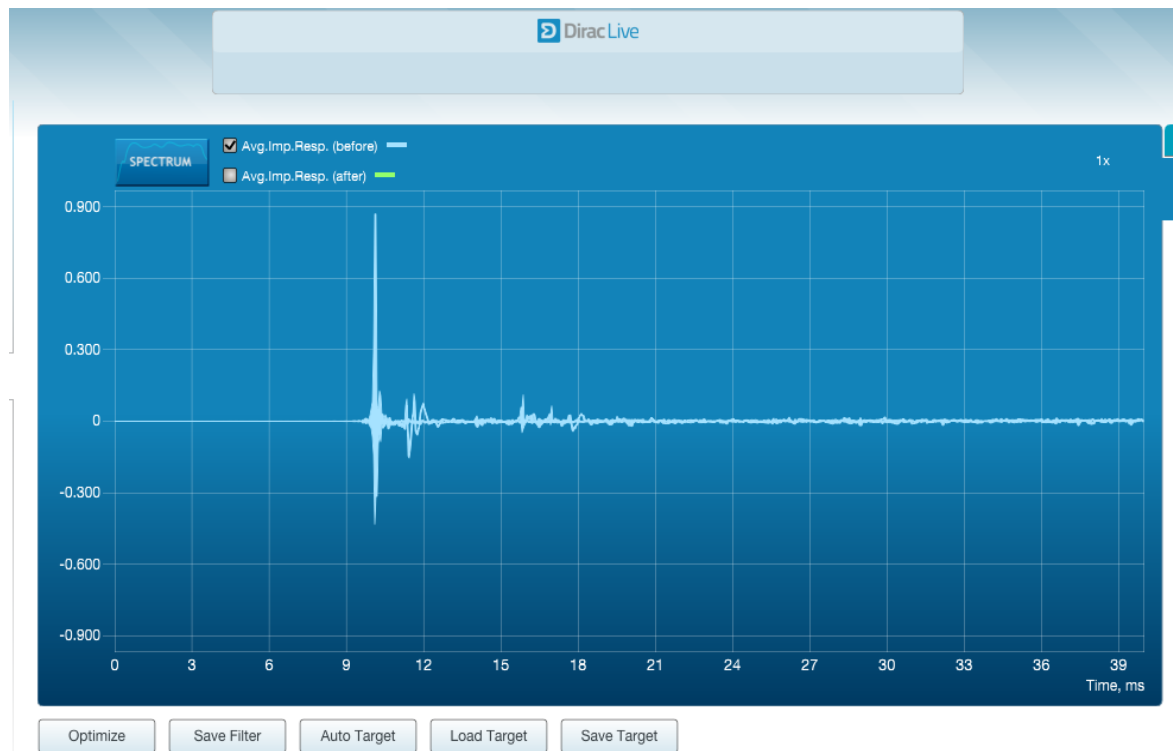 Dirac Live
SPECTRUM
Avg.Imp.Resp. (before)
Avg.Imp.Resp. (after)
1x
0.900
0.600
0.300
0
-0.300
-0.600
-0.900
0 3 6 9 12 15 18 21 24 27 30 33 36 39
Time, ms
Optimize Save Filter Auto Target Load Target Save Target